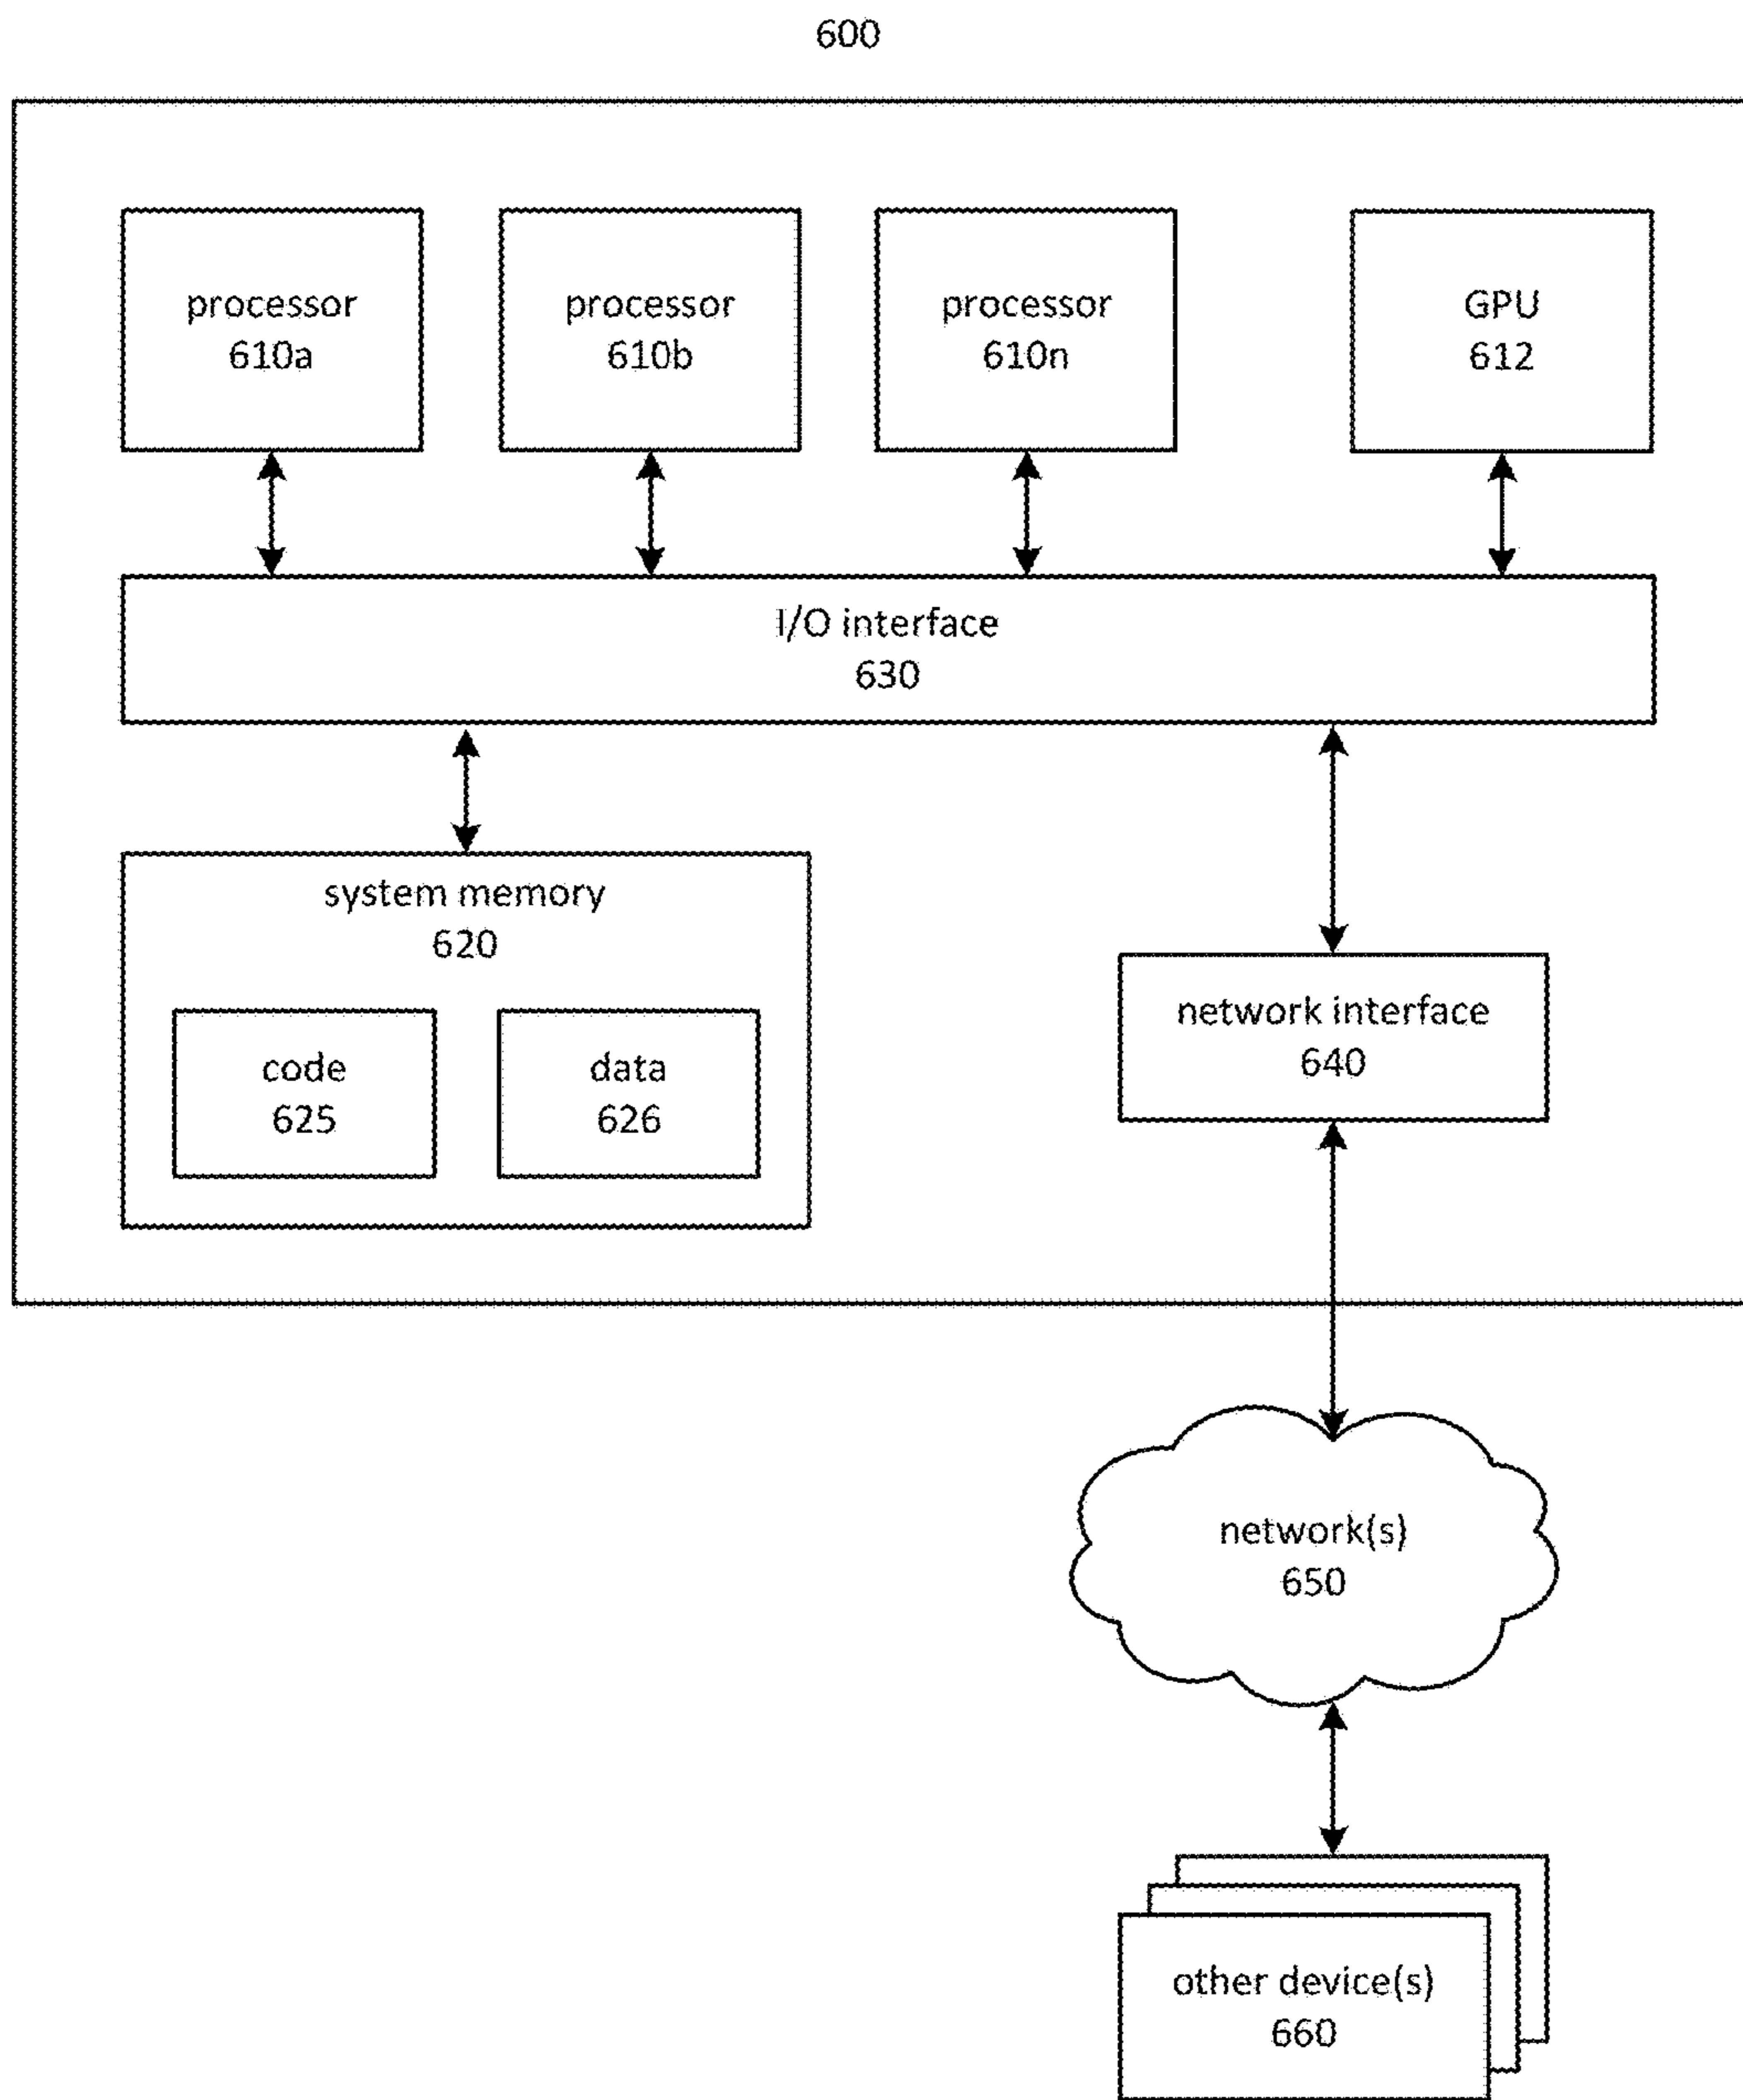 600
processor
610a
processor
610b
processor
610n
GPU
612
I/O interface
630
system memory
620
code
625
data
626
network interface
640
network(s)
650
other device(s)
660